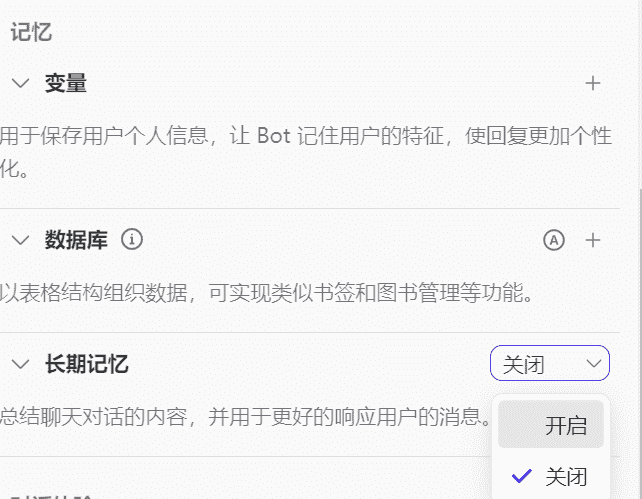 记忆
变量
用于保存用户个人信息，让 Bot 记住用户的特征，使回复更加个性
化。
数据库
A
以表格结构组织数据，可实现类似书签和图书管理等功能。
长期记忆
关闭
总结聊天对话的内容，并用于更好的响应用户的消息。
开启
关闭